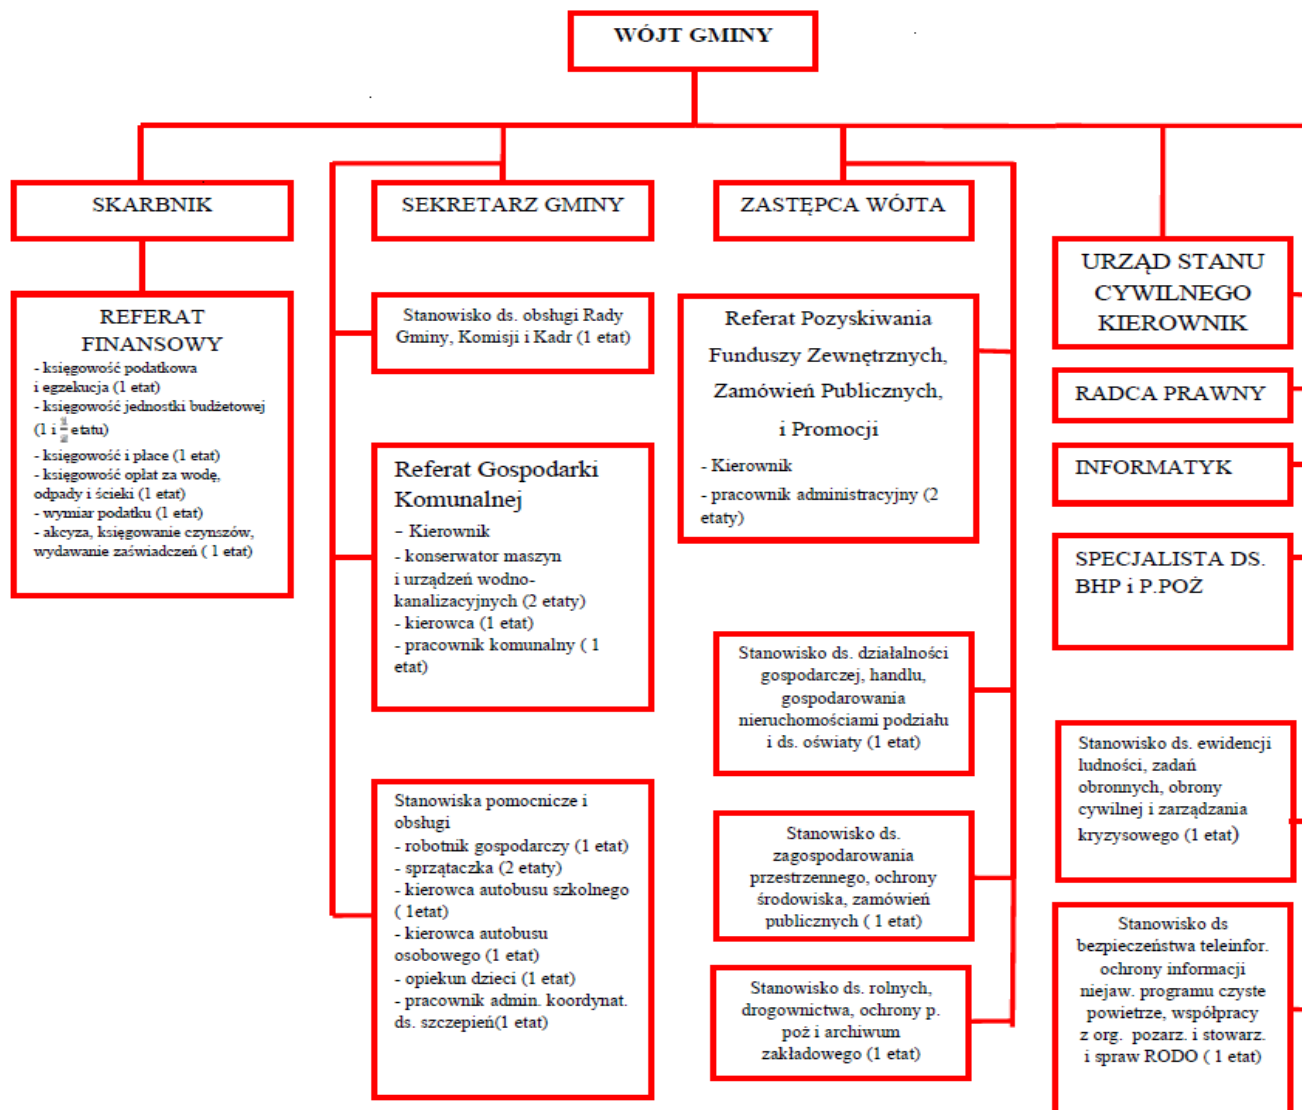 WÓJT GMINY
SKARBNIK
SEKRETARZ GMINY
ZASTĘPCA WÓJTA
URZĄD STANU
CYWILNEGO
KIEROWNIK
REFERAT
FINANSOWY
- księgowość podatkowa
i egzekucja (1 etat)
- księgowość jednostki budżetowej
(1 i ½ etatu)
- księgowość i płace (1 etat)
- księgowość opłat za wodę,
odpady i ścieki (1 etat)
- wymiar podatku (1 etat)
- akcyza, księgowanie czynszów,
wydawanie zaświadczeń ( 1 etat)
Stanowisko ds. obsługi Rady
Gminy, Komisji i Kadr (1 etat)
Referat Gospodarki
Komunalnej
– Kierownik
- konserwator maszyn
i urządzeń wodno-
kanalizacyjnych (2 etaty)
- kierowca (1 etat)
- pracownik komunalny ( 1
etat)
Stanowiska pomocnicze i
obsługi
- robotnik gospodarczy (1 etat)
- sprzątaczka (2 etaty)
- kierowca autobusu szkolnego
( 1etat)
- kierowca autobusu
osobowego (1 etat)
- opiekun dzieci (1 etat)
- pracownik admin. koordynat.
ds. szczepień(1 etat)
Referat Pozyskiwania
Funduszy Zewnętrznych,
Zamówień Publicznych,
i Promocji
- Kierownik
- pracownik administracyjny (2
etaty)
Stanowisko ds. działalności
gospodarczej, handlu,
gospodarowania
nieruchomościami podziału
i ds. oświaty (1 etat)
Stanowisko ds.
zagospodarowania
przestrzennego, ochrony
środowiska, zamówień
publicznych ( 1 etat)
Stanowisko ds. rolnych,
drogownictwa, ochrony p.
poż i archiwum
zakładowego (1 etat)
RADCA PRAWNY
INFORMATYK
SPECJALISTA DS.
BHP i P.POŻ
Stanowisko ds. ewidencji
ludności, zadań
obronnych, obrony
cywilnej i zarządzania
kryzysowego (1 etat)
Stanowisko ds
bezpieczeństwa teleinfor.
ochrony informacji
niejaw. programu czyste
powietrze, współpracy
z org. pozarz. i stowarz.
i spraw RODO ( 1 etat)